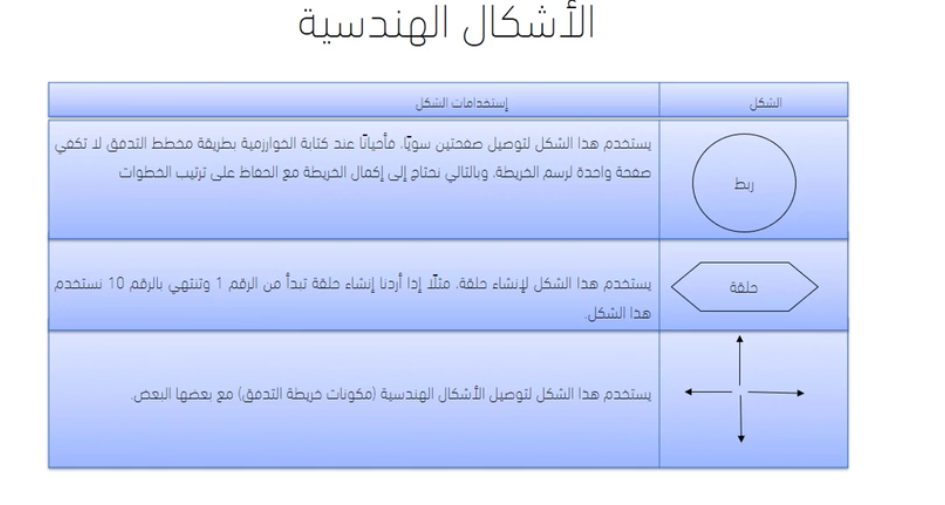 الأشكال الهندسية
الشكل
إستخدامات الشكل
ربط
يستخدم هذا الشكل لتوصيل صفحتين سويًا. فأحيانًا عند كتابة الخوارزمية بطريقة مخطط التدفق لا تكفي
صفحة واحدة لرسم الخريطة. وبالتالي نحتاج إلى إكمال الخريطة مع الحفاظ على ترتيب الخطوات
حلقة
يستخدم هذا الشكل لإنشاء حلقة. مثلًا إذا أردنا إنشاء حلقة تبدأ من الرقم 1 وتنتهي بالرقم 10 نستخدم
هذا الشكل.
يستخدم هذا الشكل لتوصيل الأشكال الهندسية (مكونات خريطة التدفق) مع بعضها البعض.